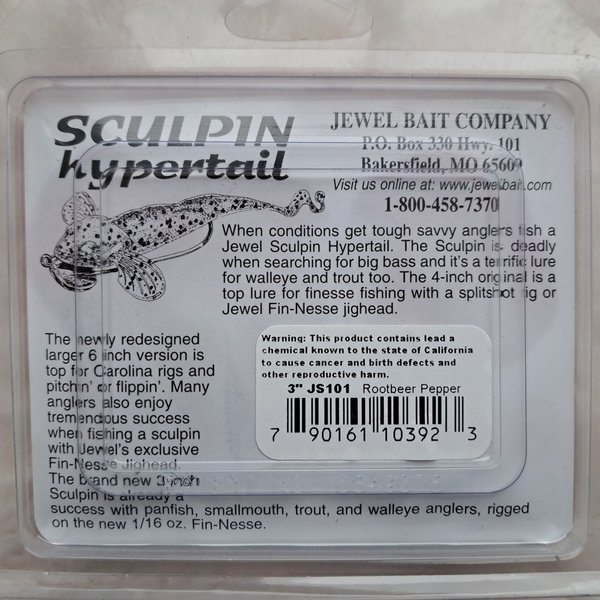 SCULPIN
hypertail
JEWEL BAIT COMPANY
P.O. Box 330 Hwy. 101
Bakersfield, MO 65609
Visit us online at: www.jewelbait.com
1-800-458-7370
When conditions get tough savvy anglers fish a
Jewel Sculpin Hypertail. The Sculpin is deadly
when searching for big bass and it's a terrific lure
for walleye and trout too. The 4-inch original is a
top lure for finesse fishing with a splitshot rig or
Jewel Fin-Nesse jighead.
The newly redesigned
larger 6 inch version is
top for Carolina rigs and
pitchin' or flippin'. Many
anglers also enjoy
tremendous success
when fishing a sculpin
with Jewel's exclusive
Fin-Nesse Jighead.
The brand new 3 inch
Sculpin is already a
success with panfish, smallmouth, trout, and walleye anglers, rigged
on the new 1/16 oz. Fin-Nesse.
Warning: This product contains lead a
chemical known to the state of California
to cause cancer and birth defects and
other reproductive harm.
3" JS101 Rootbeer Pepper
7 90161 10392 3